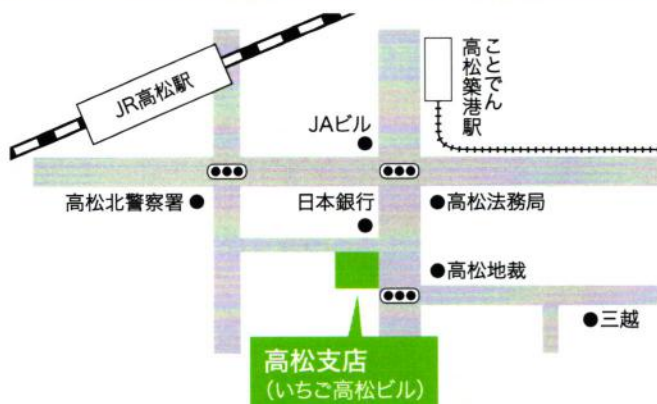 JR高松駅
ことでん
高松築港駅
JAビル
高松北警察署
日本銀行
高松法務局
高松地裁
三越
高松支店
(いちご高松ビル)